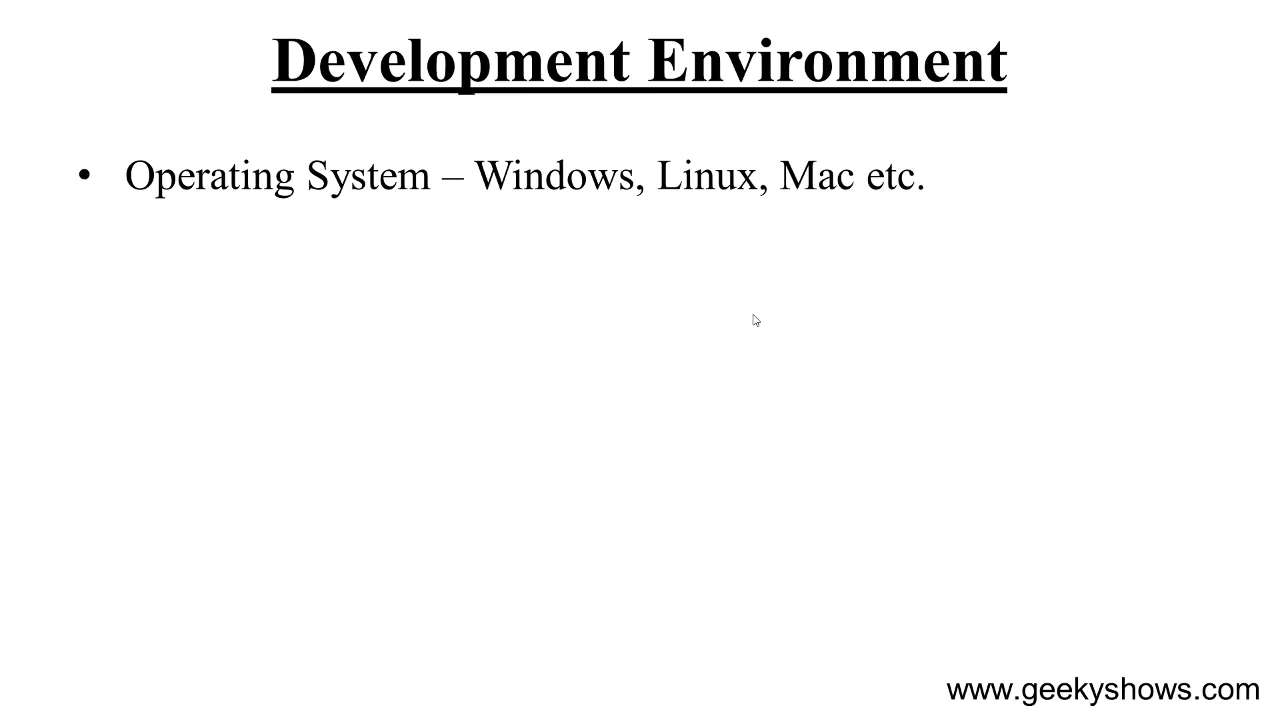 Development Environment
• Operating System – Windows, Linux, Mac etc.
www.geekyshows.com